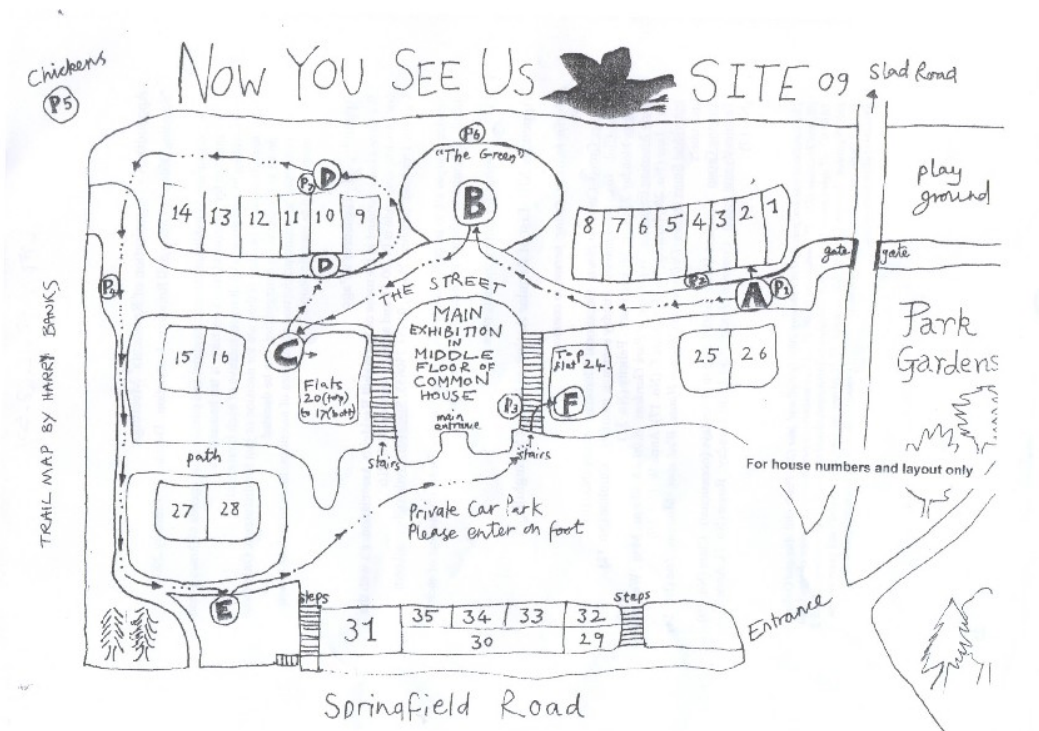 Chickens
P5
NOW YOU SEE US
SITE 09
Slad Road
P6
"The Green"
B
play
ground
D
14 13 12 11 10 9
8 7 6 5 4 3 2 1
D
gate
gate
P2
A
P1
THE STREET
MAIN
EXHIBITION
IN
MIDDLE
FLOOR OF
COMMON
HOUSE
main
entrance
15 16
C
Flats
20(top)
to 17(bott)
24
F
P3
25 26
Park
Gardens
stairs
stairs
path
For house numbers and layout only
27 28
Private Car Park
Please enter on foot
TRAIL MAP BY HARRY BANKS
E
steps
steps
31
35 34 33 32
30 29
Entrance
Springfield Road